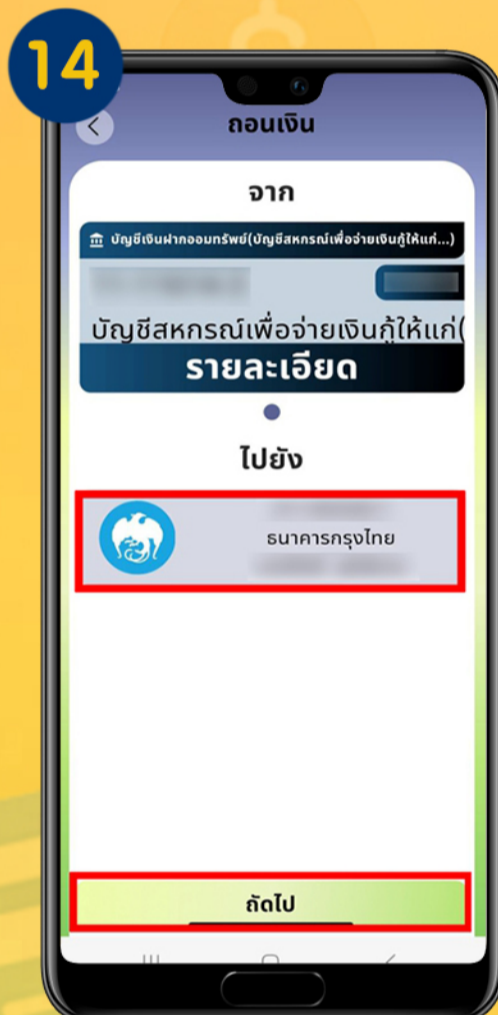 14
ถอนเงิน
จาก
บัญชีเงินฝากออมทรัพย์(บัญชีสหกรณ์เพื่อจ่ายเงินกู้ให้แก่...)
บัญชีสหกรณ์เพื่อจ่ายเงินกู้ให้แก่(
รายละเอียด
ไปยัง
ธนาคารกรุงไทย
ถัดไป